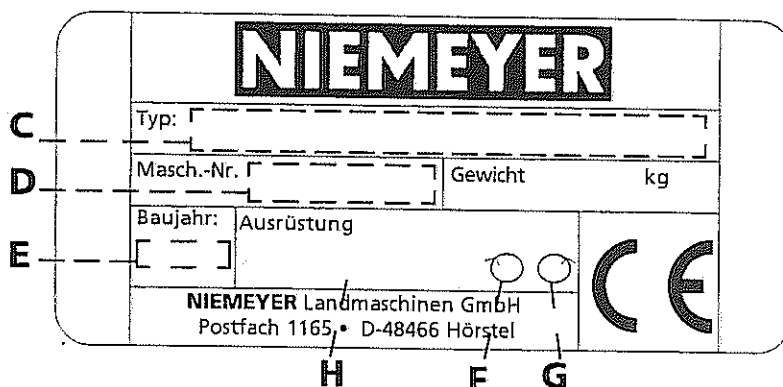 NIEMEYER
C
Typ:
D
Masch.-Nr.
Gewicht kg
E
Baujahr:
Ausrüstung
NIEMEYER Landmaschinen GmbH
Postfach 1165 • D-48466 Hörstel
CE
H F G